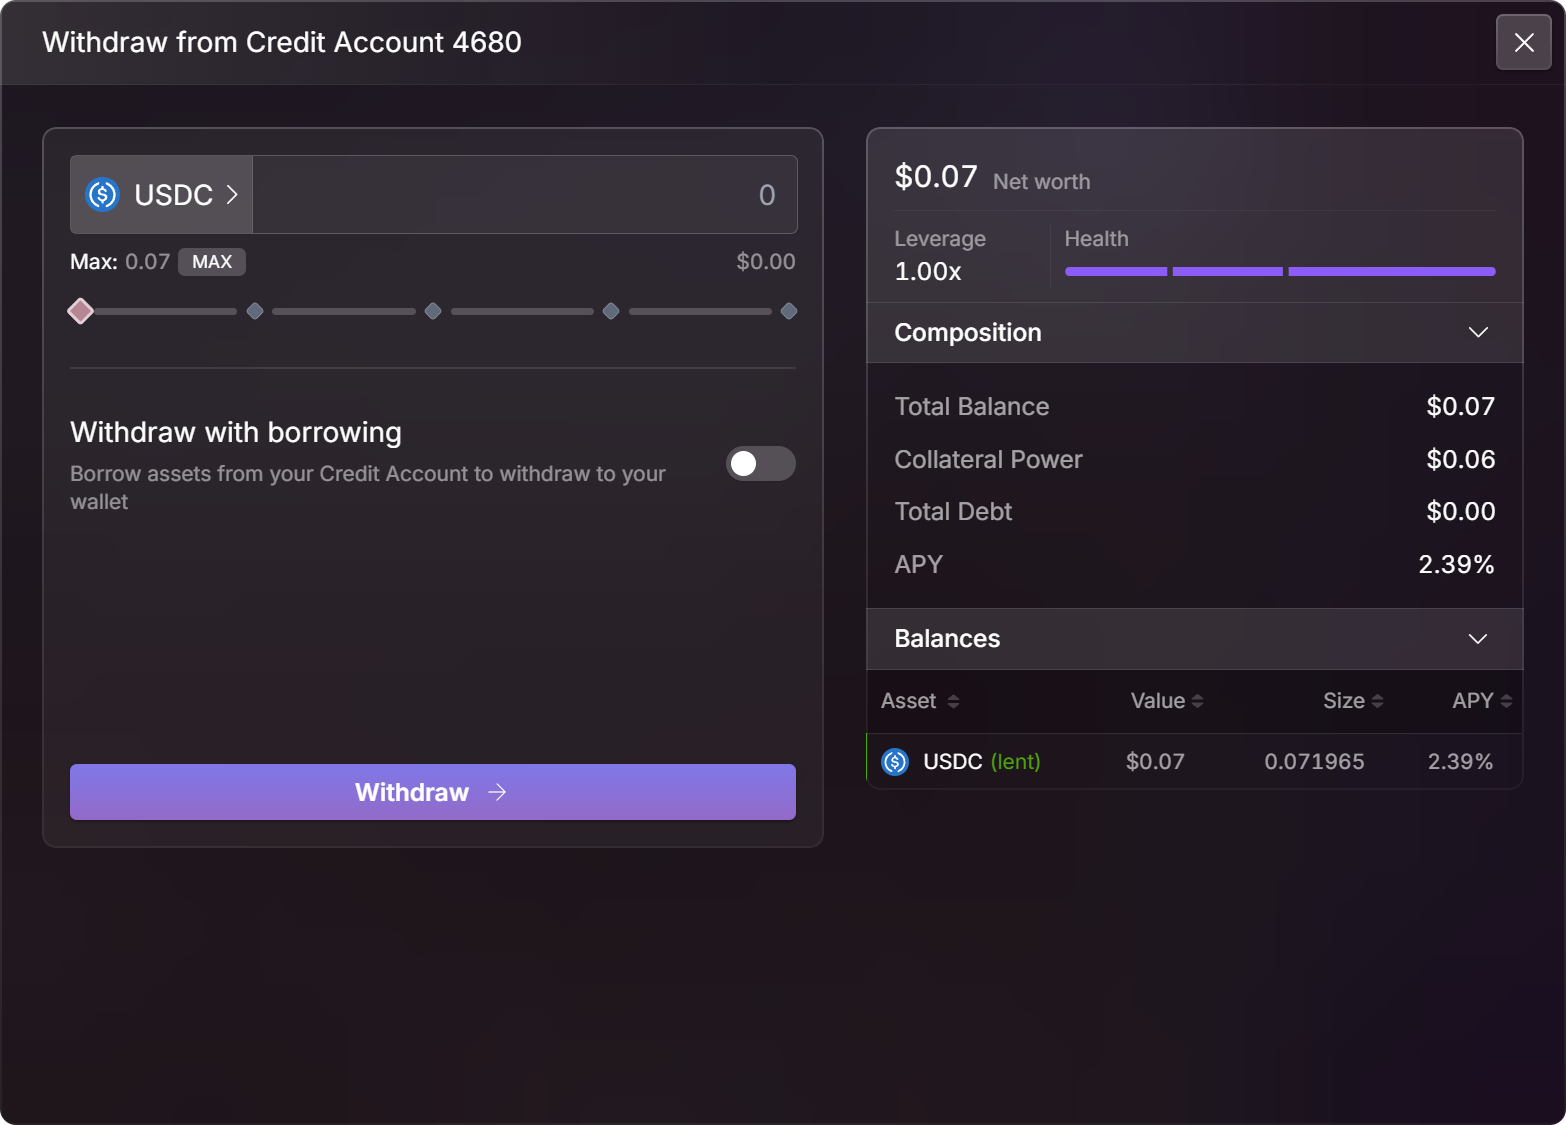 Withdraw from Credit Account 4680
USDC
0
Max: 0.07 MAX
$0.00
Withdraw with borrowing
Borrow assets from your Credit Account to withdraw to your
wallet
Withdraw
$0.07 Net worth
Leverage
1.00x
Health
Composition
Total Balance $0.07
Collateral Power $0.06
Total Debt $0.00
APY 2.39%
Balances
Asset Value Size APY
USDC (lent) $0.07 0.071965 2.39%